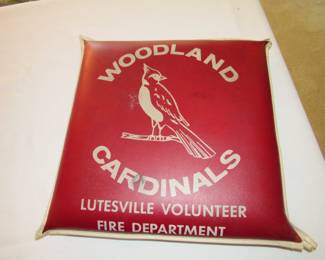 WOODLAND
CARDINALS
LUTESVILLE VOLUNTEER
FIRE DEPARTMENT